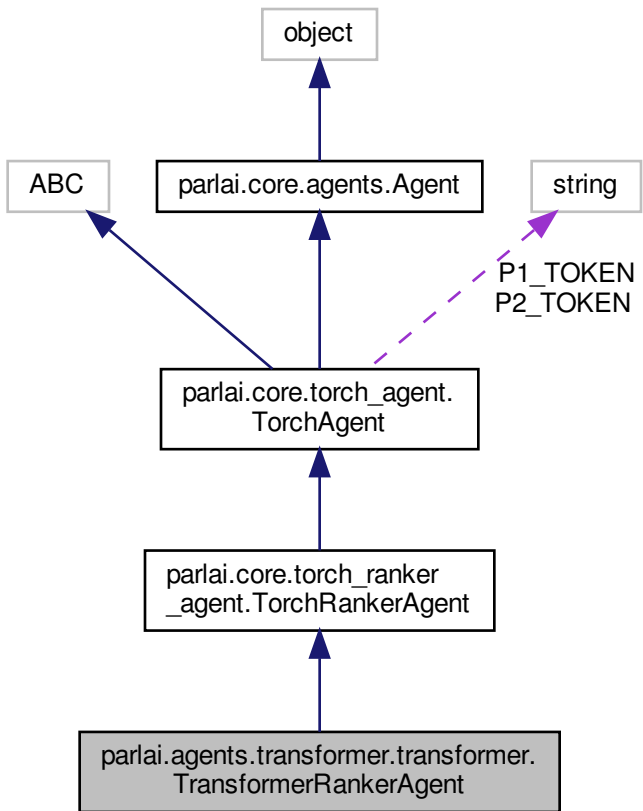 object
ABC
parlai.core.agents.Agent
string
P1_TOKEN
P2_TOKEN
parlai.core.torch_agent.
TorchAgent
parlai.core.torch_ranker
_agent.TorchRankerAgent
parlai.agents.transformer.transformer.
TransformerRankerAgent